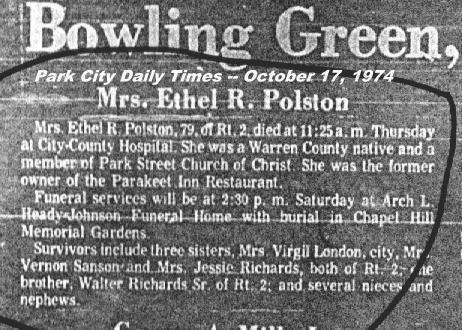 Bowling Green,
Park City Daily Times -- October 17, 1974
Mrs. Ethel R. Polston
Mrs. Ethel R. Polston, 79, of Rt. 2, died at 11:25 a. m. Thursday
at City-County Hospital. She was a Warren County native and a
member of Park Street Church of Christ. She was the former
owner of the Parakeet Inn Restaurant.
Funeral services will be at 2:30 p. m. Saturday at Arch L.
Heady-Johnson Funeral Home with burial in Chapel Hill
Memorial Gardens.
Survivors include three sisters, Mrs. Virgil London, city, Mr
Vernon Sanson and Mrs. Jessie Richards, both of Rt. 2;
brother, Walter Richards Sr. of Rt. 2; and several nieces and
nephews.